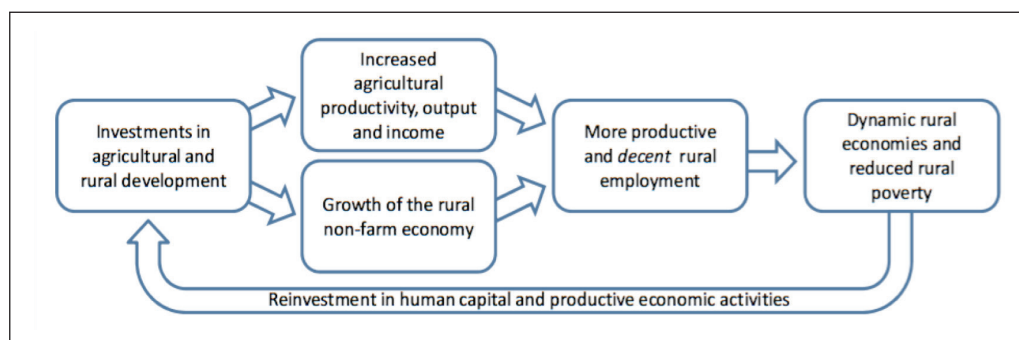 Investments in
agricultural and
rural development
Increased
agricultural
productivity, output
and income
Growth of the rural
non-farm economy
More productive
and decent rural
employment
Dynamic rural
economies and
reduced rural
poverty
Reinvestment in human capital and productive economic activities